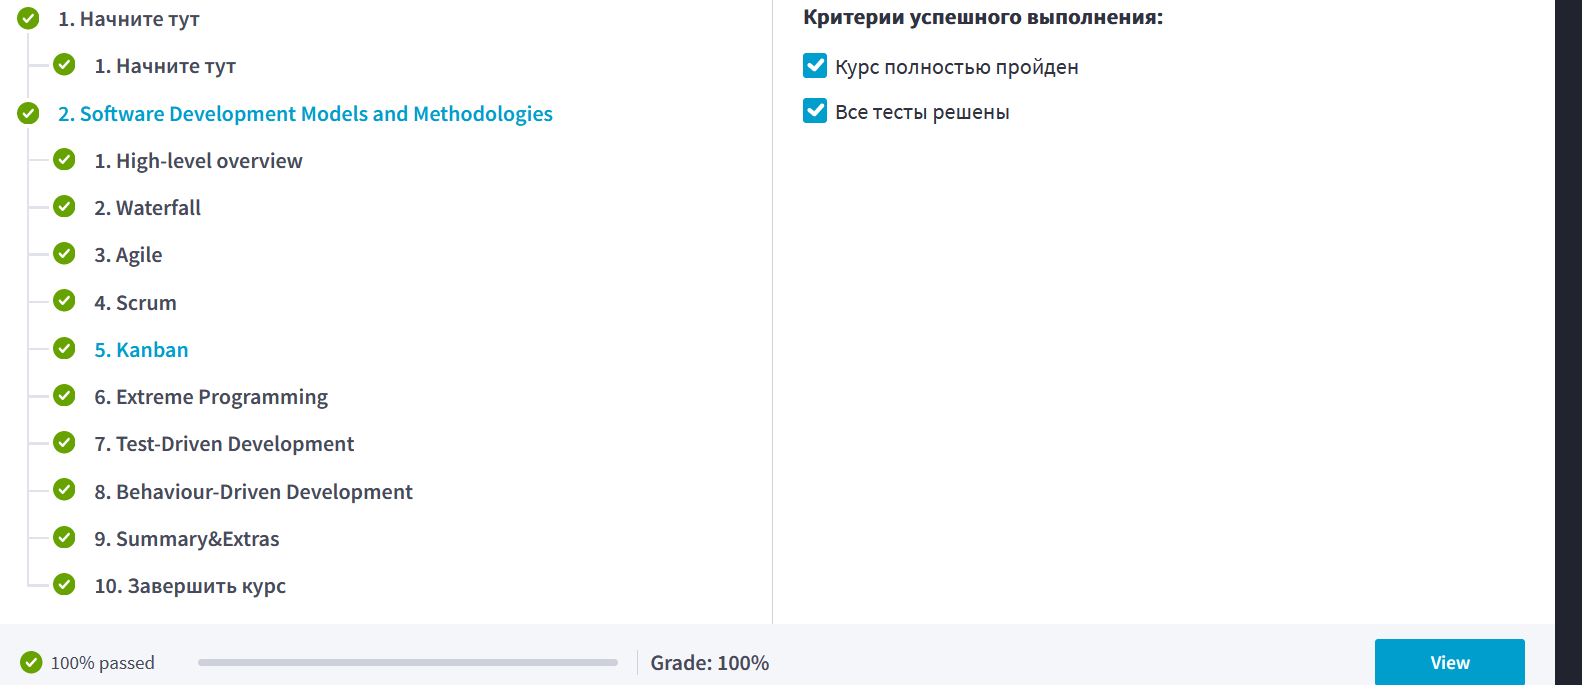 1. Начните тут
1. Начните тут
2. Software Development Models and Methodologies
1. High-level overview
2. Waterfall
3. Agile
4. Scrum
5. Kanban
6. Extreme Programming
7. Test-Driven Development
8. Behaviour-Driven Development
9. Summary&Extras
10. Завершить курс
Критерии успешного выполнения:
Курс полностью пройден
Все тесты решены
100% passed
Grade: 100%
View